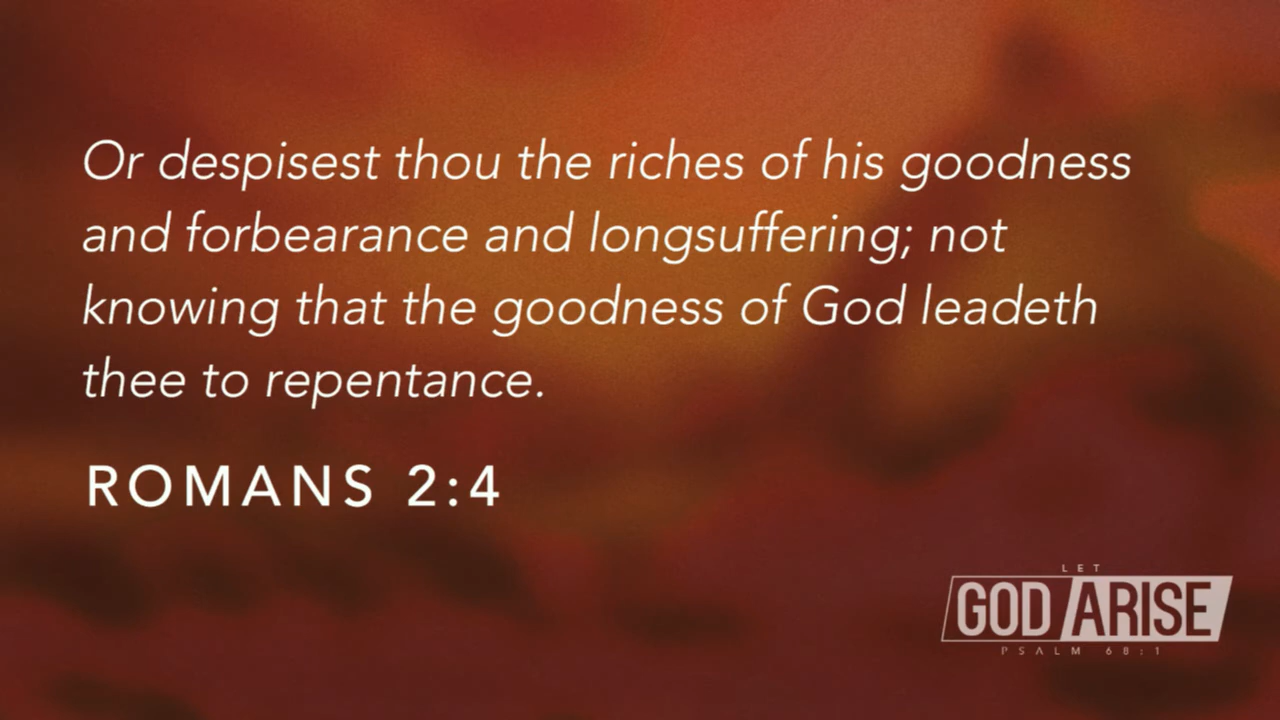 Or despisest thou the riches of his goodness
and forbearance and longsuffering; not
knowing that the goodness of God leadeth
thee to repentance.
ROMANS 2:4
LET
GOD ARISE
PSALM 68:1